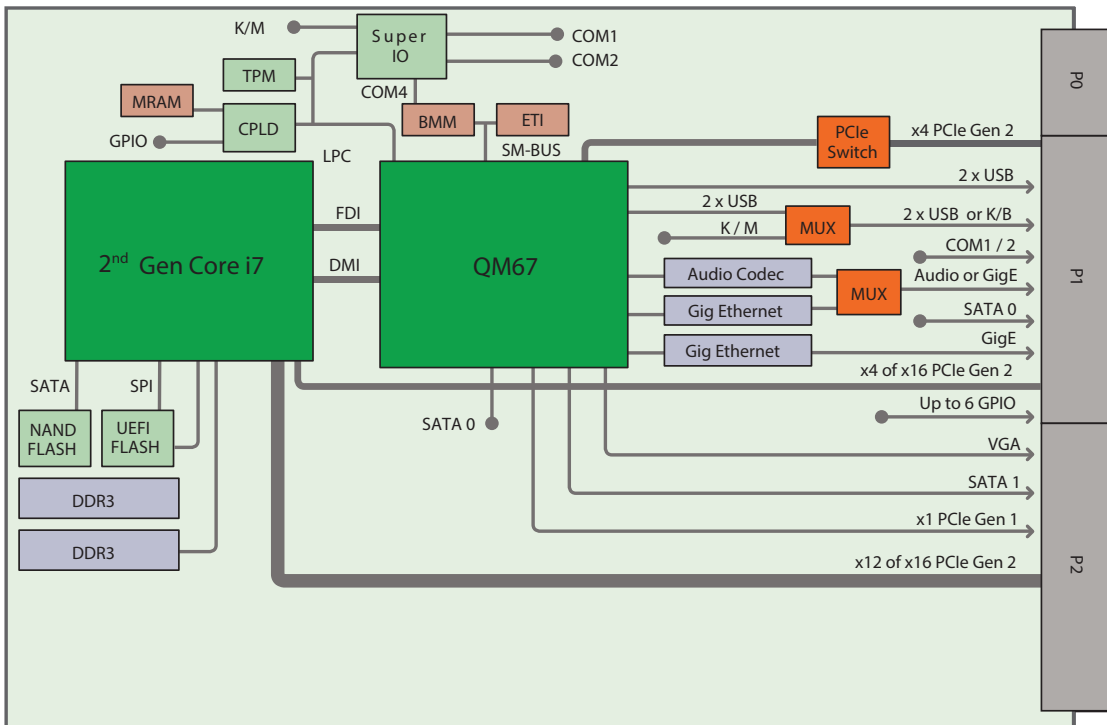 K/M
Super
IO
COM1
COM2
P0
TPM
COM4
MRAM
CPLD
GPIO
BMM
ETI
LPC
SM-BUS
PCIe
Switch
x4 PCIe Gen 2
2 x USB
2 x USB
MUX
2 x USB or K/B
K / M
FDI
COM1 / 2
2nd Gen Core i7
DMI
QM67
Audio Codec
MUX
Audio or GigE
P1
Gig Ethernet
SATA 0
Gig Ethernet
GigE
x4 of x16 PCIe Gen 2
SATA
SPI
Up to 6 GPIO
NAND
FLASH
UEFI
FLASH
SATA 0
VGA
SATA 1
DDR3
x1 PCIe Gen 1
DDR3
x12 of x16 PCIe Gen 2
P2